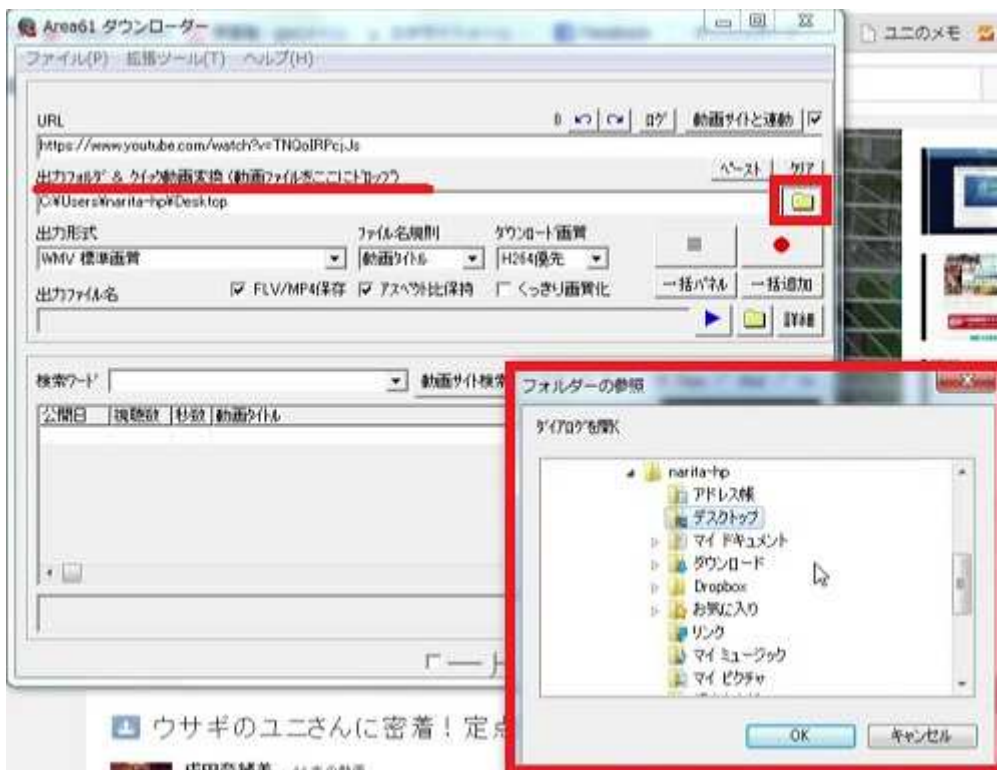 Area61 ダウンローダー
ファイル(P) 拡張ツール(T) ヘルプ(H)
ユニのメモ
URL
0 ログ 動画サイトと連動
https://www.youtube.com/watch?v=TNQoIRPcjJs
出力フォルダ & クイック動画変換 (動画ファイルをここにドロップ)
ペースト クリア
C:¥Users¥narita-hp¥Desktop
出力形式 ファイル名規則 ダウンロード画質
WMV 標準画質 動画タイトル H264優先
出力ファイル名 FLV/MP4保存 アスペクト比保持 くっきり画質化 一括パネル 一括追加
詳細
検索ワード 動画サイト検索
公開日 視聴数 秒数 動画タイトル
フォルダーの参照
ダイアログを開く
narita-hp
アドレス帳
デスクトップ
マイ ドキュメント
ダウンロード
Dropbox
お気に入り
リンク
マイ ミュージック
マイ ピクチャ
OK キャンセル
ウサギのユニさんに密着！定点